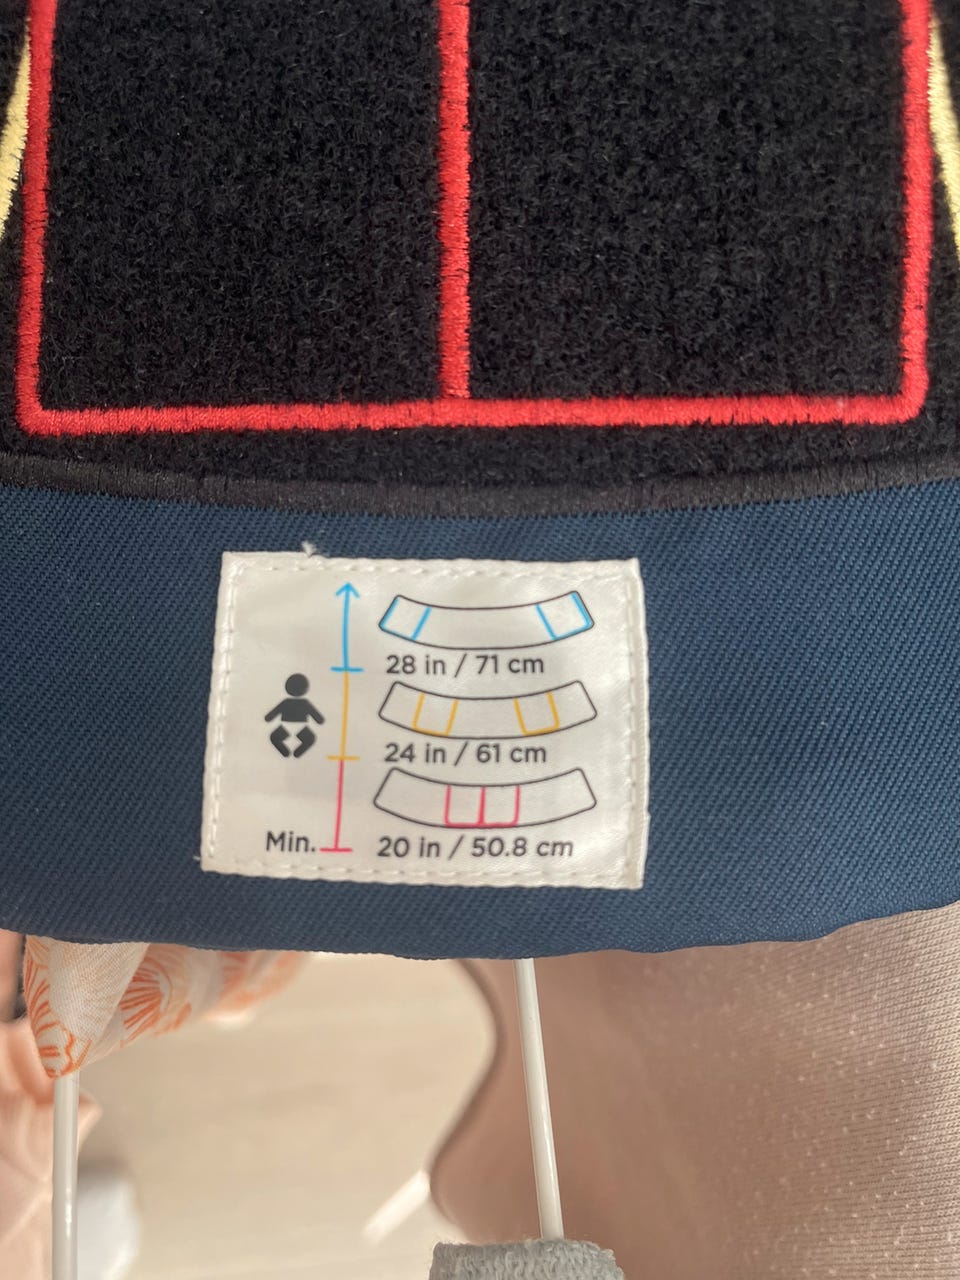 28 in / 71 cm
24 in / 61 cm
Min. 20 in / 50.8 cm